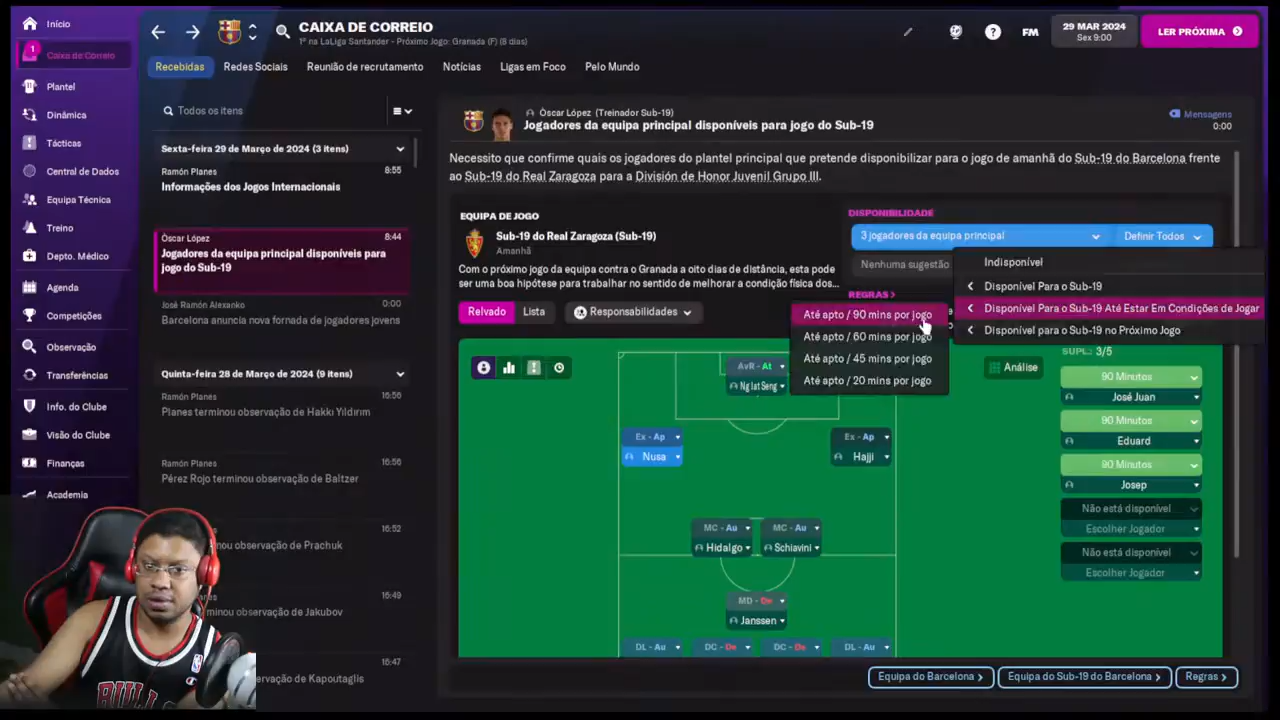 Início
1
Caixa de Correio
Plantel
Dinâmica
Tácticas
Central de Dados
Equipa Técnica
Treino
Depto. Médico
Agenda
Competições
Observação
Transferências
Info. do Clube
Visão do Clube
Finanças
Academia
CAIXA DE CORREIO
1º na LaLiga Santander - Próximo Jogo: Granada (F) (8 dias)
FM
29 MAR 2024
Sex 9:00
LER PRÓXIMA
Recebidas
Redes Sociais
Reunião de recrutamento
Notícias
Ligas em Foco
Pelo Mundo
Todos os itens
Sexta-feira 29 de Março de 2024 (3 itens)
Ramón Planes 8:55
Informações dos Jogos Internacionais
Òscar López 8:44
Jogadores da equipa principal disponíveis para
jogo do Sub-19
José Ramón Alexanko 0:00
Barcelona anuncia nova fornada de jogadores jovens
Quinta-feira 28 de Março de 2024 (9 itens)
Ramón Planes 16:56
Planes terminou observação de Hakkı Yıldırım
Ramón Planes 16:56
Pérez Rojo terminou observação de Baltzer
16:52
nou observação de Prachuk
16:49
minou observação de Jakubov
16:47
servação de Kapoutaglis
Òscar López (Treinador Sub-19)
Jogadores da equipa principal disponíveis para jogo do Sub-19
Mensagens
0:00
Necessito que confirme quais os jogadores do plantel principal que pretende disponibilizar para o jogo de amanhã do Sub-19 do Barcelona frente
ao Sub-19 do Real Zaragoza para a División de Honor Juvenil Grupo III.
EQUIPA DE JOGO
Sub-19 do Real Zaragoza (Sub-19)
Amanhã
Com o próximo jogo da equipa contra o Granada a oito dias de distância, esta pode
ser uma boa hipótese para trabalhar no sentido de melhorar a condição física dos...
DISPONIBILIDADE
3 jogadores da equipa principal
Definir Todos
Nenhuma sugestão
REGRAS >
Indisponível
Disponível Para o Sub-19
Disponível Para o Sub-19 Até Estar Em Condições de Jogar
Disponível Para o Sub-19 no Próximo Jogo
Até apto / 90 mins por jogo
Até apto / 60 mins por jogo
Até apto / 45 mins por jogo
Até apto / 20 mins por jogo
Relvado
Lista
Responsabilidades
Análise
AvR - At
Ng Iat Seng
Ex - Ap
Nusa
Ex - Ap
Hajji
MC - Au
Hidalgo
MC - Au
Schiavini
MD - De
Janssen
DL - Au
DC - De
DC - De
DL - Au
SUPL: 3/5
90 Minutos
José Juan
90 Minutos
Eduard
90 Minutos
Josep
Não está disponível
Escolher Jogador
Não está disponível
Escolher Jogador
Equipa do Barcelona >
Equipa do Sub-19 do Barcelona >
Regras >
NBA
BULL